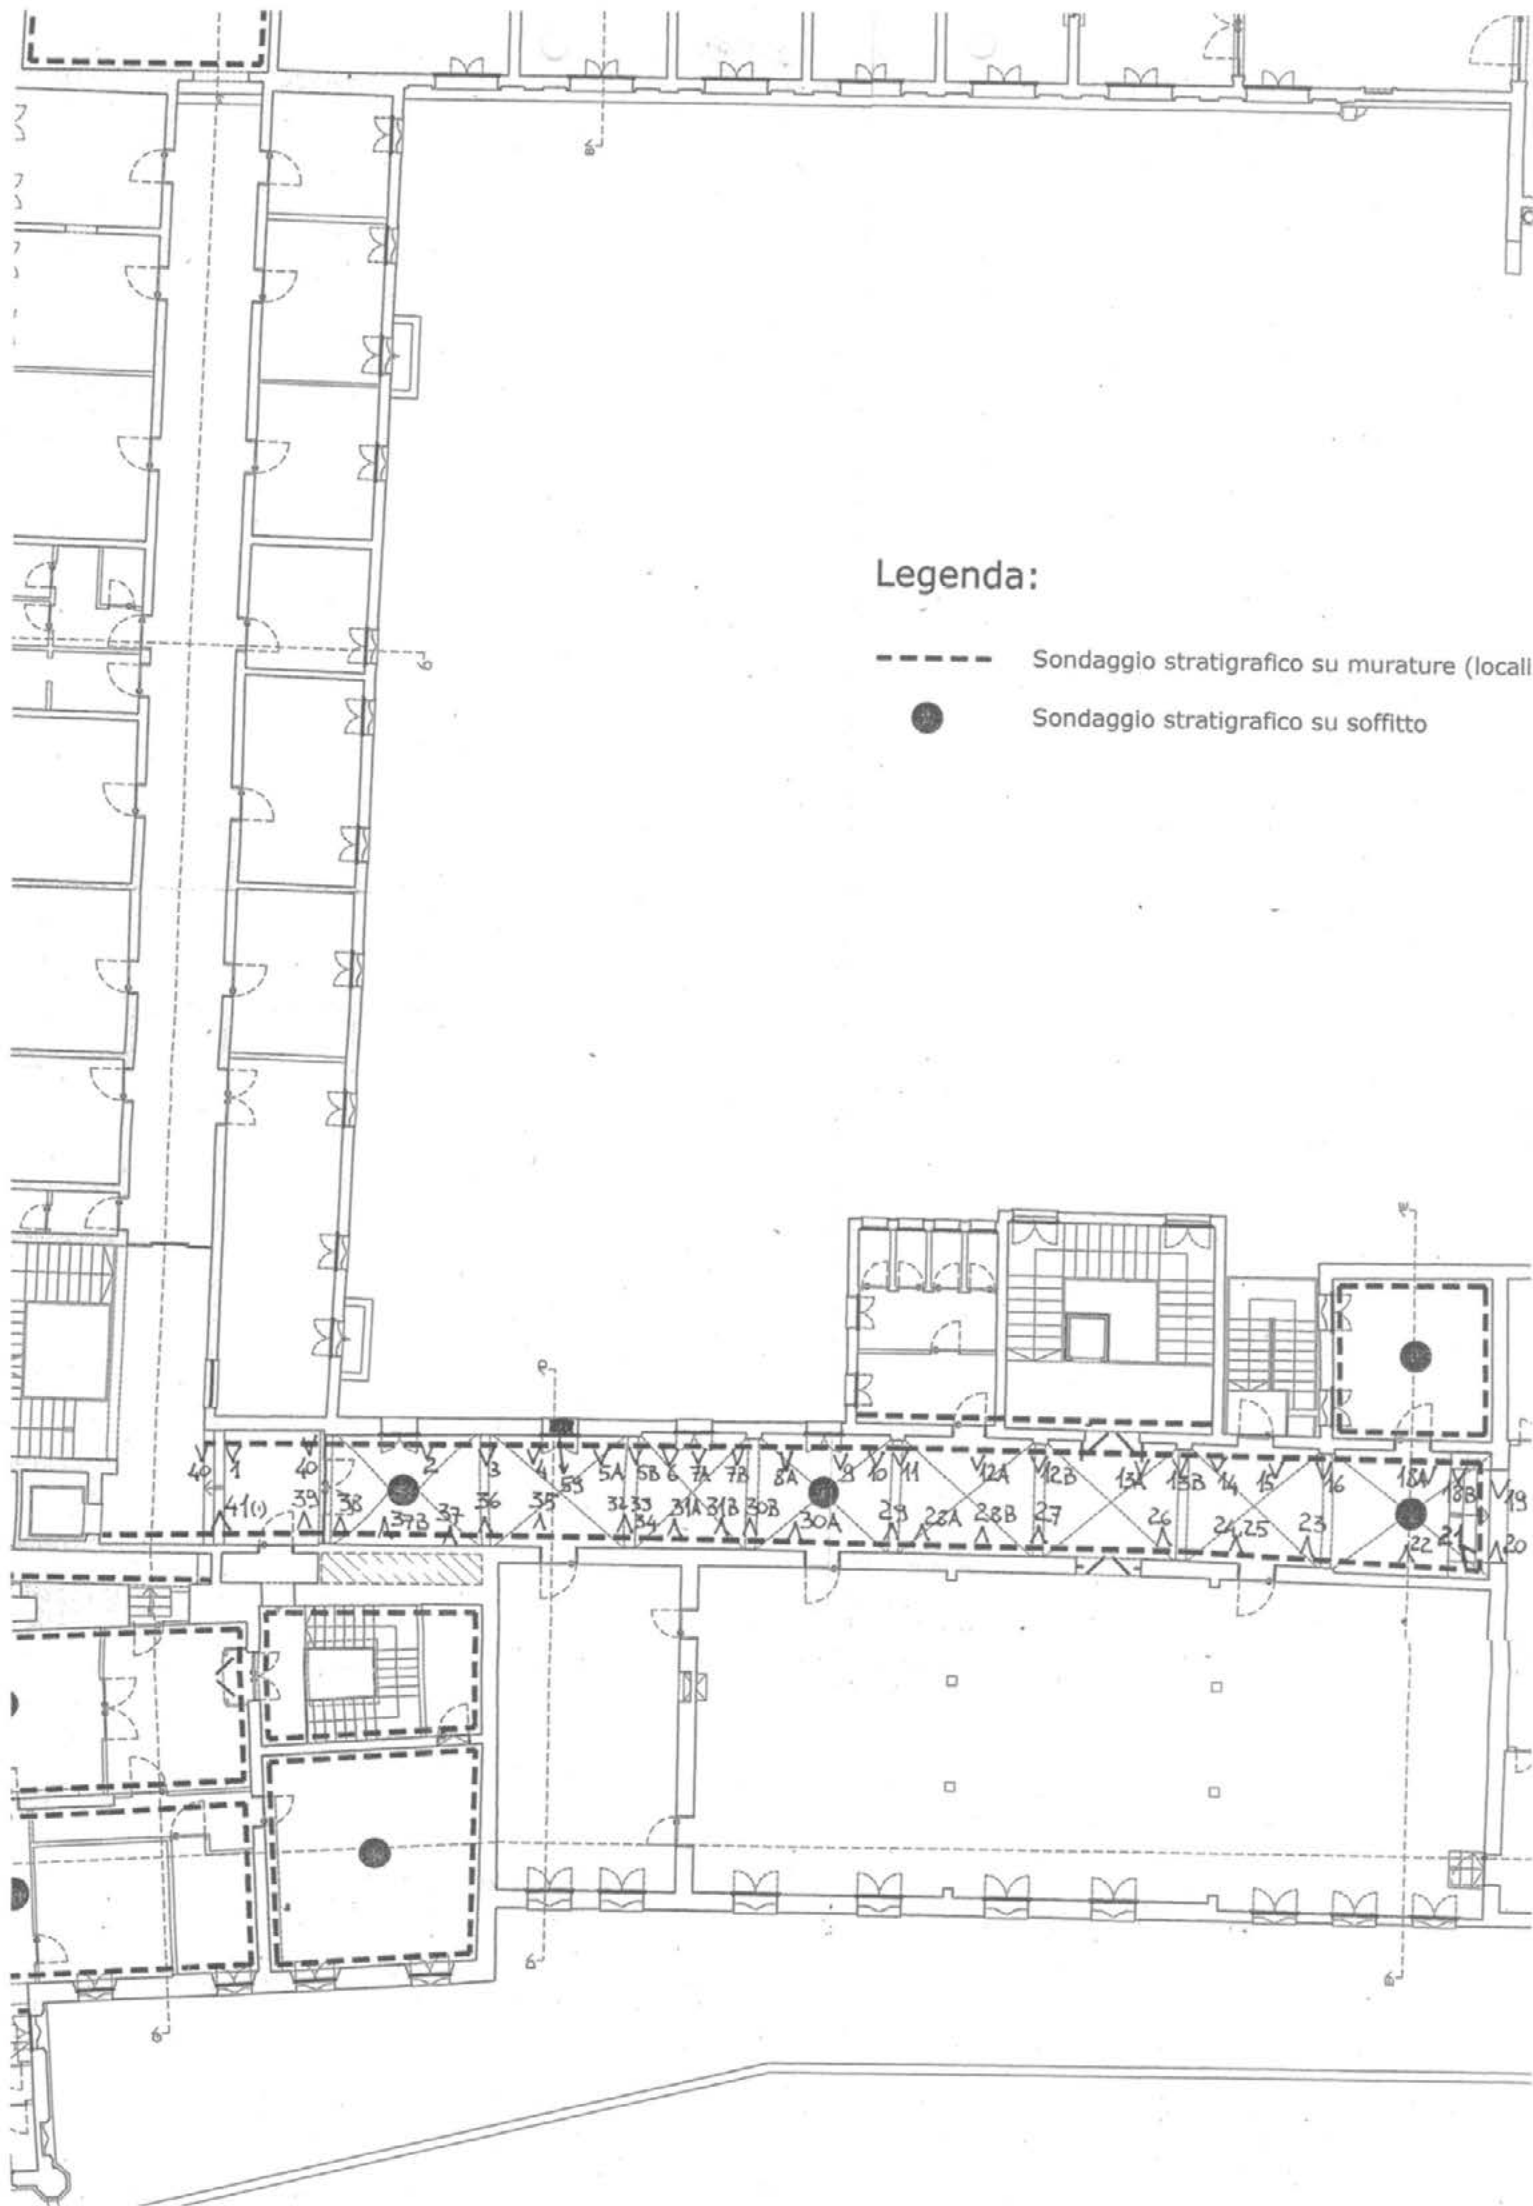 Legenda:
Sondaggio stratigrafico su murature (locali
Sondaggio stratigrafico su soffitto
40 1 40 2 3 4 59 5A 5B 6 7A 7B 8A 9 10 11 12A 12B 13A 13B 14 15 16 18A 18B 19
41(·) 39 38 37B 37 36 35 32 33 34 31A 31B 30B 30A 29 28A 28B 27 26 24 25 23 22 21 20